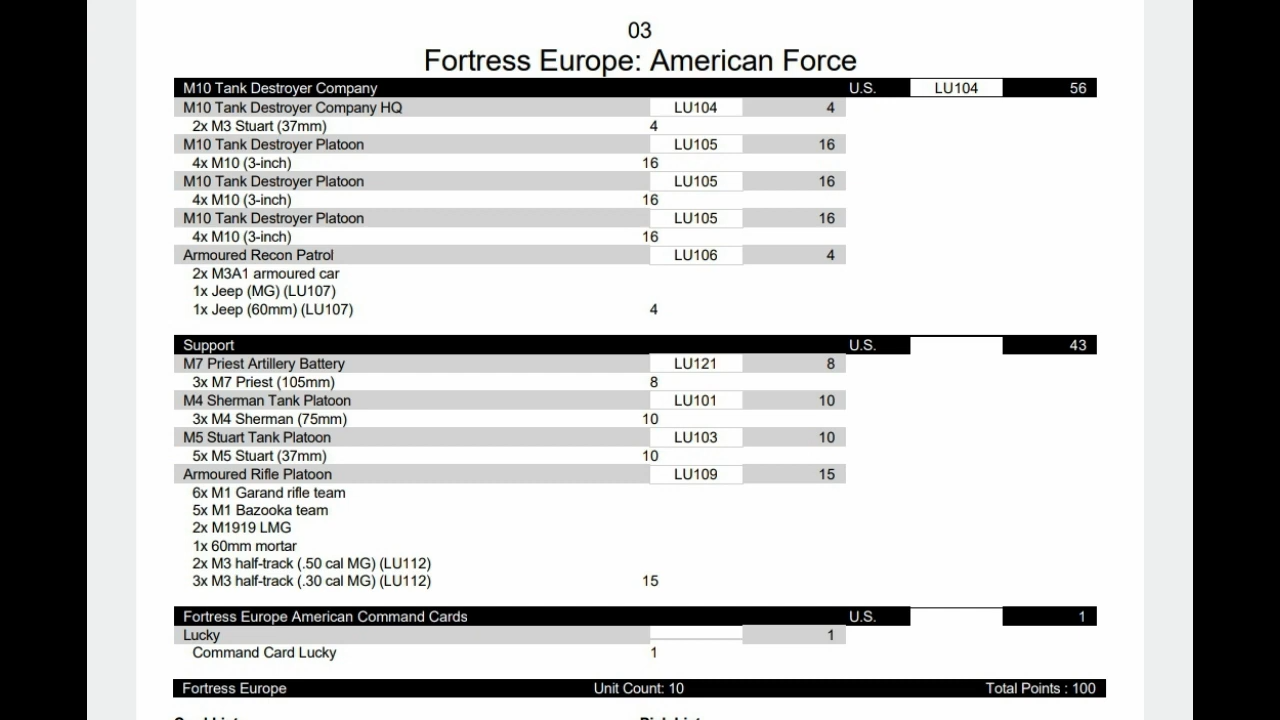 03
Fortress Europe: American Force
M10 Tank Destroyer Company U.S. LU104 56
M10 Tank Destroyer Company HQ LU104 4
2x M3 Stuart (37mm) 4
M10 Tank Destroyer Platoon LU105 16
4x M10 (3-inch) 16
M10 Tank Destroyer Platoon LU105 16
4x M10 (3-inch) 16
M10 Tank Destroyer Platoon LU105 16
4x M10 (3-inch) 16
Armoured Recon Patrol LU106 4
2x M3A1 armoured car
1x Jeep (MG) (LU107)
1x Jeep (60mm) (LU107) 4
Support U.S. 43
M7 Priest Artillery Battery LU121 8
3x M7 Priest (105mm) 8
M4 Sherman Tank Platoon LU101 10
3x M4 Sherman (75mm) 10
M5 Stuart Tank Platoon LU103 10
5x M5 Stuart (37mm) 10
Armoured Rifle Platoon LU109 15
6x M1 Garand rifle team
5x M1 Bazooka team
2x M1919 LMG
1x 60mm mortar
2x M3 half-track (.50 cal MG) (LU112)
3x M3 half-track (.30 cal MG) (LU112) 15
Fortress Europe American Command Cards U.S. 1
Lucky 1
Command Card Lucky 1
Fortress Europe Unit Count: 10 Total Points : 100